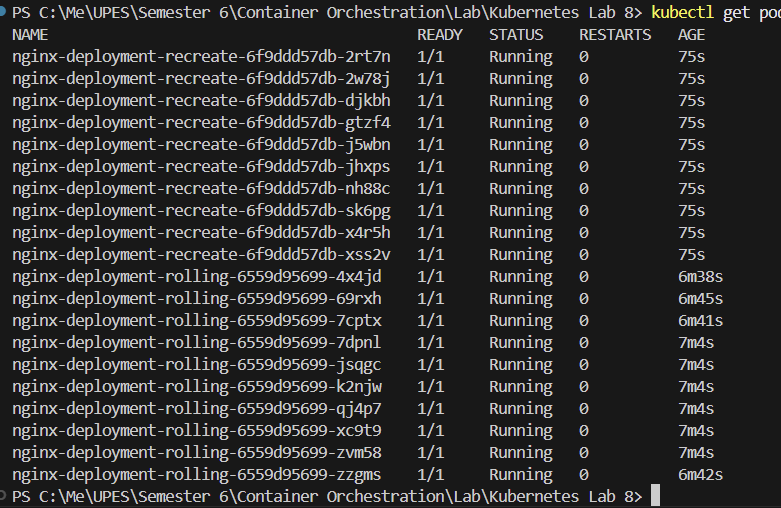 PS C:\Me\UPES\Semester 6\Container Orchestration\Lab\Kubernetes Lab 8> kubectl get poc
NAME READY STATUS RESTARTS AGE
nginx-deployment-recreate-6f9ddd57db-2rt7n 1/1 Running 0 75s
nginx-deployment-recreate-6f9ddd57db-2w78j 1/1 Running 0 75s
nginx-deployment-recreate-6f9ddd57db-djkbh 1/1 Running 0 75s
nginx-deployment-recreate-6f9ddd57db-gtzf4 1/1 Running 0 75s
nginx-deployment-recreate-6f9ddd57db-j5wbn 1/1 Running 0 75s
nginx-deployment-recreate-6f9ddd57db-jhxps 1/1 Running 0 75s
nginx-deployment-recreate-6f9ddd57db-nh88c 1/1 Running 0 75s
nginx-deployment-recreate-6f9ddd57db-sk6pg 1/1 Running 0 75s
nginx-deployment-recreate-6f9ddd57db-x4r5h 1/1 Running 0 75s
nginx-deployment-recreate-6f9ddd57db-xss2v 1/1 Running 0 75s
nginx-deployment-rolling-6559d95699-4x4jd 1/1 Running 0 6m38s
nginx-deployment-rolling-6559d95699-69rxh 1/1 Running 0 6m45s
nginx-deployment-rolling-6559d95699-7cptx 1/1 Running 0 6m41s
nginx-deployment-rolling-6559d95699-7dpnl 1/1 Running 0 7m4s
nginx-deployment-rolling-6559d95699-jsqgc 1/1 Running 0 7m4s
nginx-deployment-rolling-6559d95699-k2njw 1/1 Running 0 7m4s
nginx-deployment-rolling-6559d95699-qj4p7 1/1 Running 0 7m4s
nginx-deployment-rolling-6559d95699-xc9t9 1/1 Running 0 7m4s
nginx-deployment-rolling-6559d95699-zvm58 1/1 Running 0 7m4s
nginx-deployment-rolling-6559d95699-zzgms 1/1 Running 0 6m42s
PS C:\Me\UPES\Semester 6\Container Orchestration\Lab\Kubernetes Lab 8>